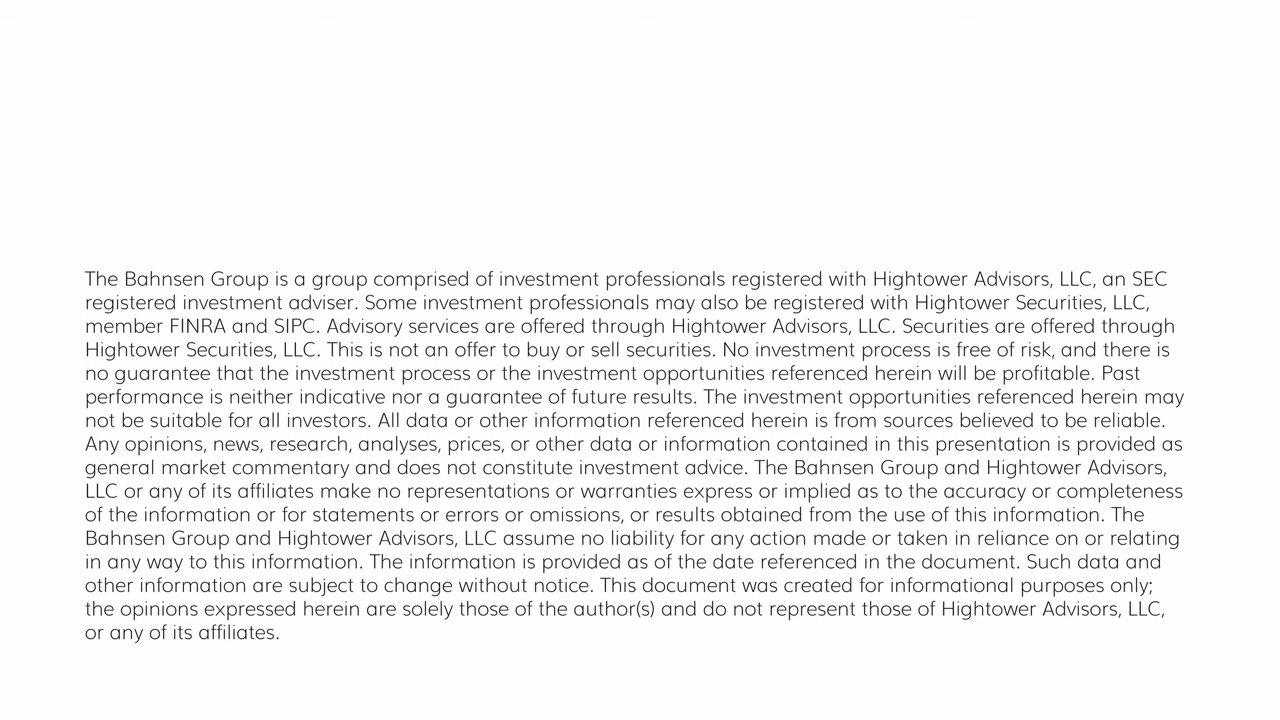 The Bahnsen Group is a group comprised of investment professionals registered with Hightower Advisors, LLC, an SEC
registered investment adviser. Some investment professionals may also be registered with Hightower Securities, LLC,
member FINRA and SIPC. Advisory services are offered through Hightower Advisors, LLC. Securities are offered through
Hightower Securities, LLC. This is not an offer to buy or sell securities. No investment process is free of risk, and there is
no guarantee that the investment process or the investment opportunities referenced herein will be profitable. Past
performance is neither indicative nor a guarantee of future results. The investment opportunities referenced herein may
not be suitable for all investors. All data or other information referenced herein is from sources believed to be reliable.
Any opinions, news, research, analyses, prices, or other data or information contained in this presentation is provided as
general market commentary and does not constitute investment advice. The Bahnsen Group and Hightower Advisors,
LLC or any of its affiliates make no representations or warranties express or implied as to the accuracy or completeness
of the information or for statements or errors or omissions, or results obtained from the use of this information. The
Bahnsen Group and Hightower Advisors, LLC assume no liability for any action made or taken in reliance on or relating
in any way to this information. The information is provided as of the date referenced in the document. Such data and
other information are subject to change without notice. This document was created for informational purposes only;
the opinions expressed herein are solely those of the author(s) and do not represent those of Hightower Advisors, LLC,
or any of its affiliates.